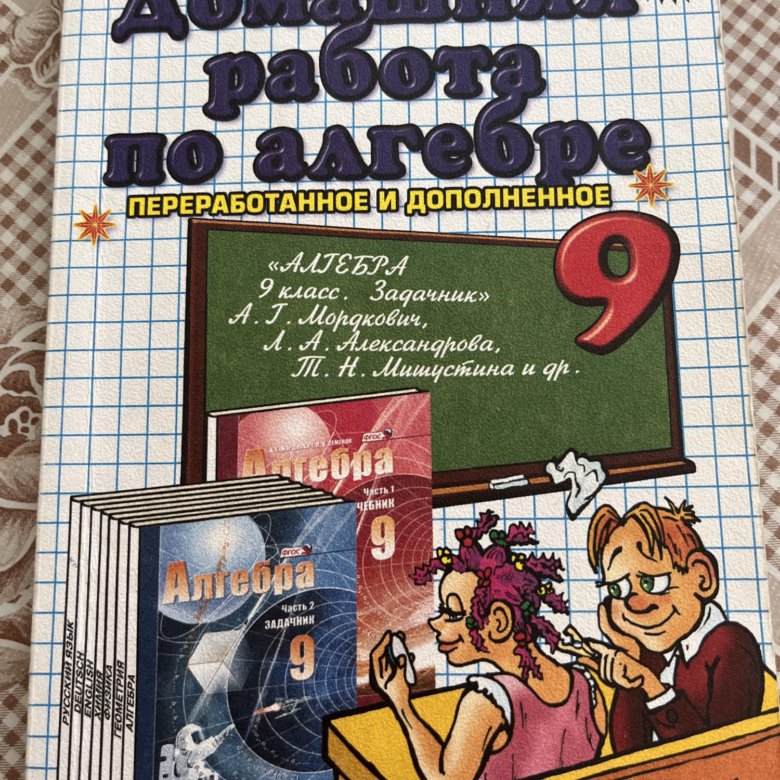 Домашняя
работа
по алгебре
ПЕРЕРАБОТАННОЕ И ДОПОЛНЕННОЕ
9
«АЛГЕБРА
9 класс. Задачник»
А. Г. Мордкович,
Л. А. Александрова,
Т. Н. Мишустина и др.
ФГОС
Алгебра
Часть 1
9
ФГОС
Алгебра
Часть 2
ЗАДАЧНИК
9
РУССКИЙ ЯЗЫК
DEUTSCH
ENGLISH
ХИМИЯ
ФИЗИКА
ГЕОМЕТРИЯ
АЛГЕБРА